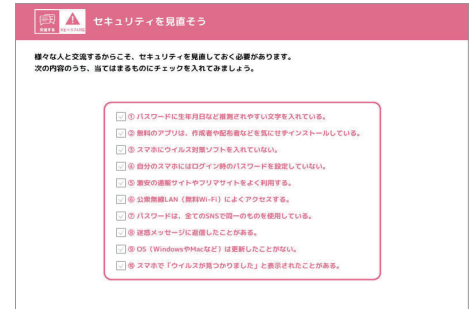 セキュリティを見直そう
様々な人と交流するからこそ、セキュリティを見直しておく必要があります。
次の内容のうち、当てはまるものにチェックを入れてみましょう。
① パスワードに生年月日など推測されやすい文字を入れている。
② 無料のアプリは、作成者や配布者などを気にせずインストールしている。
③ スマホにウイルス対策ソフトを入れていない。
④ 自分のスマホにはログイン時のパスワードを設定していない。
⑤ 激安の通販サイトやフリマサイトをよく利用する。
⑥ 公衆無線LAN（無料Wi-Fi）によくアクセスする。
⑦ パスワードは、全てのSNSで同一のものを使用している。
⑧ 迷惑メッセージに返信したことがある。
⑨ OS（WindowsやMacなど）は更新したことがない。
⑩ スマホで「ウイルスが見つかりました」と表示されたことがある。